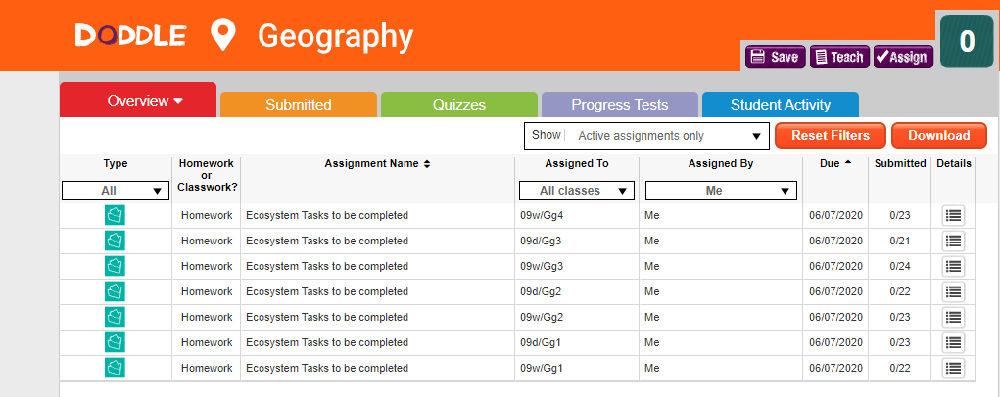 DODDLE Geography
0
Save Teach Assign
Overview Submitted Quizzes Progress Tests Student Activity
Show Active assignments only Reset Filters Download
Type Homework or Classwork? Assignment Name Assigned To Assigned By Due Submitted Details
All All classes Me
Homework Ecosystem Tasks to be completed 09w/Gg4 Me 06/07/2020 0/23
Homework Ecosystem Tasks to be completed 09d/Gg3 Me 06/07/2020 0/21
Homework Ecosystem Tasks to be completed 09w/Gg3 Me 06/07/2020 0/24
Homework Ecosystem Tasks to be completed 09d/Gg2 Me 06/07/2020 0/22
Homework Ecosystem Tasks to be completed 09w/Gg2 Me 06/07/2020 0/23
Homework Ecosystem Tasks to be completed 09d/Gg1 Me 06/07/2020 0/23
Homework Ecosystem Tasks to be completed 09w/Gg1 Me 06/07/2020 0/22